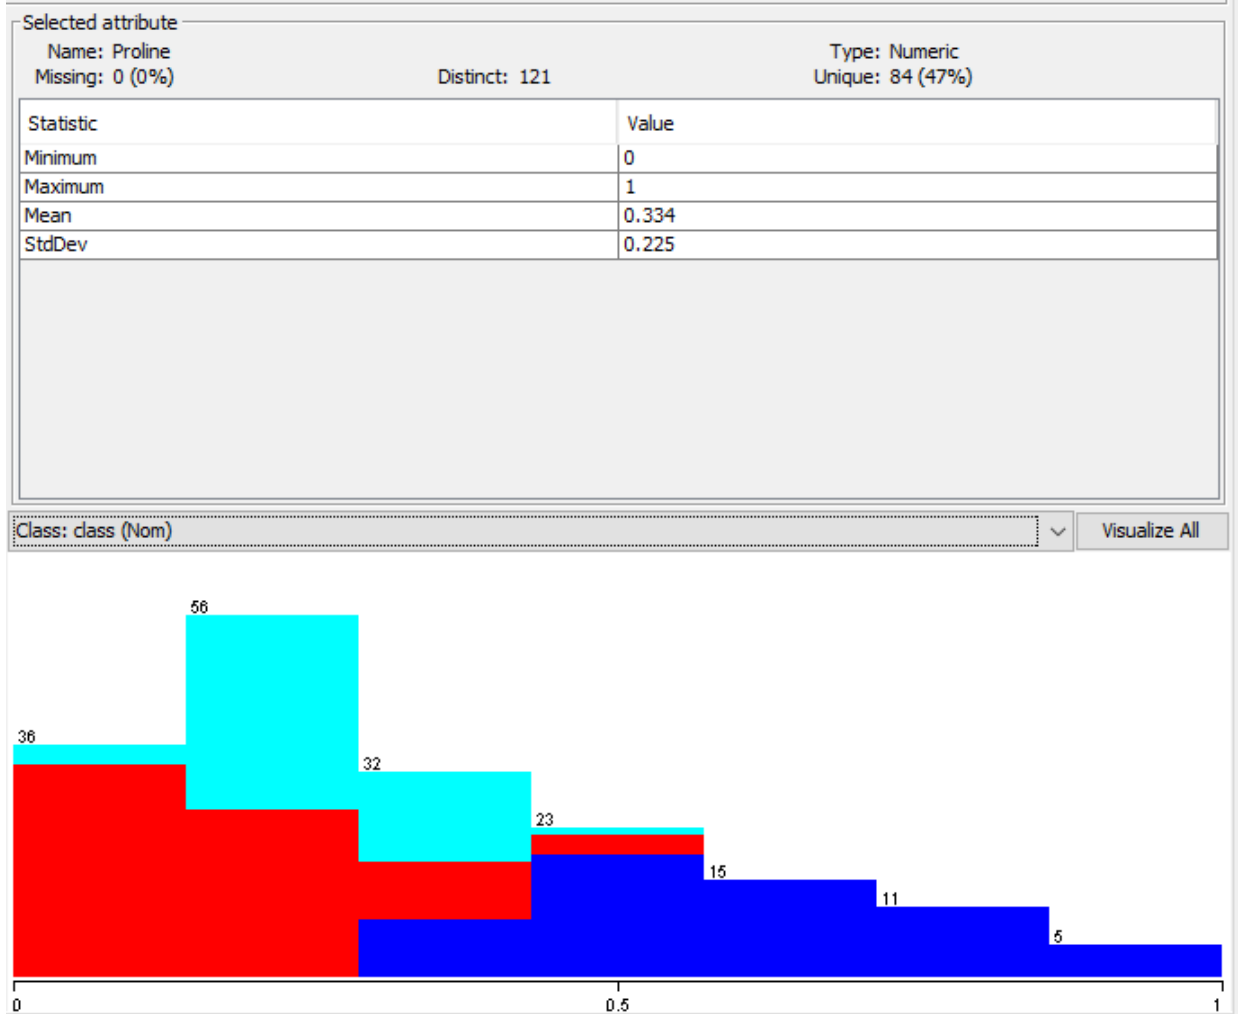 Selected attribute
Name: Proline Type: Numeric
Missing: 0 (0%) Distinct: 121 Unique: 84 (47%)
Statistic Value
Minimum 0
Maximum 1
Mean 0.334
StdDev 0.225
Class: class (Nom) Visualize All
56
36
32
23
15
11
5
0 0.5 1